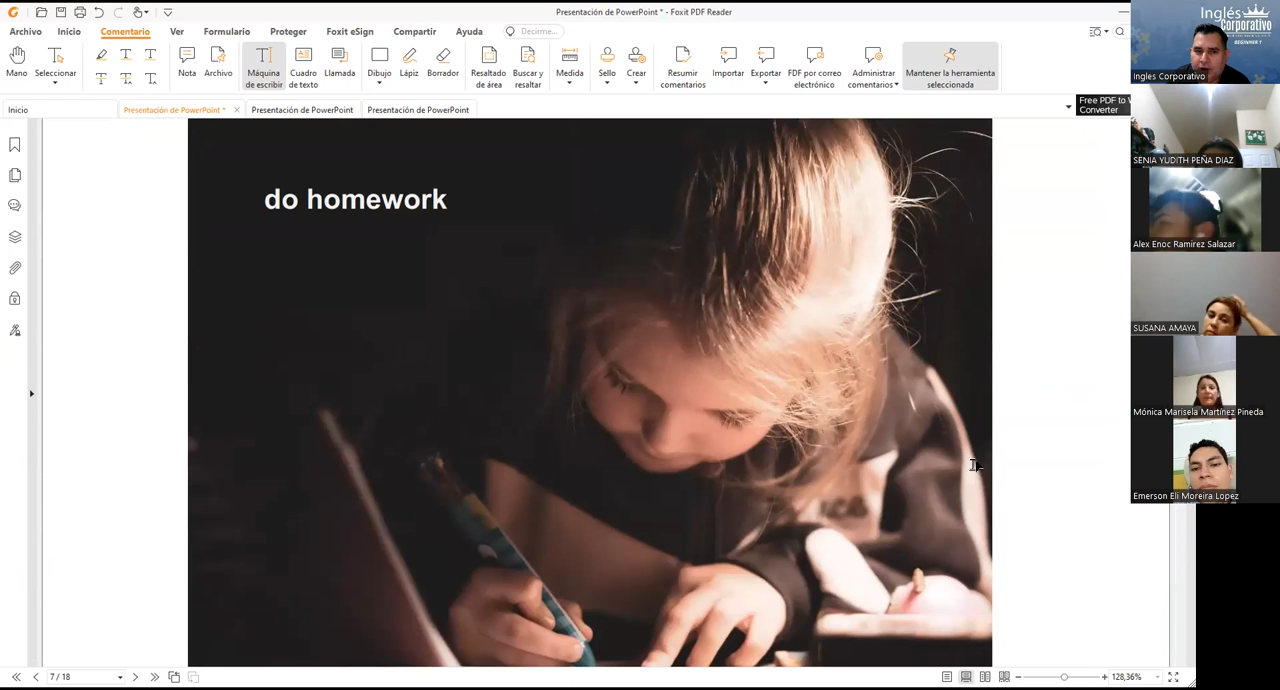 Presentación de PowerPoint * - Foxit PDF Reader
Archivo Inicio Comentario Ver Formulario Proteger Foxit eSign Compartir Ayuda Decirme...
Mano Seleccionar Nota Archivo Máquina de escribir Cuadro de texto Llamada Dibujo Lápiz Borrador Resaltado de área Buscar y resaltar Medida Sello Crear Resumir comentarios Importar Exportar PDF por correo electrónico Administrar comentarios Mantener la herramienta seleccionada
Inicio Presentación de PowerPoint * Presentación de PowerPoint Presentación de PowerPoint
Free PDF to
Converter
do homework
7 / 18
128,36%
Inglés
Corporativo
BEGINNER 1
Ingles Corporativo
SENIA YUDITH PEÑA DIAZ
Alex Enoc Ramirez Salazar
SUSANA AMAYA
Mónica Marisela Martínez Pineda
Emerson Eli Moreira Lopez